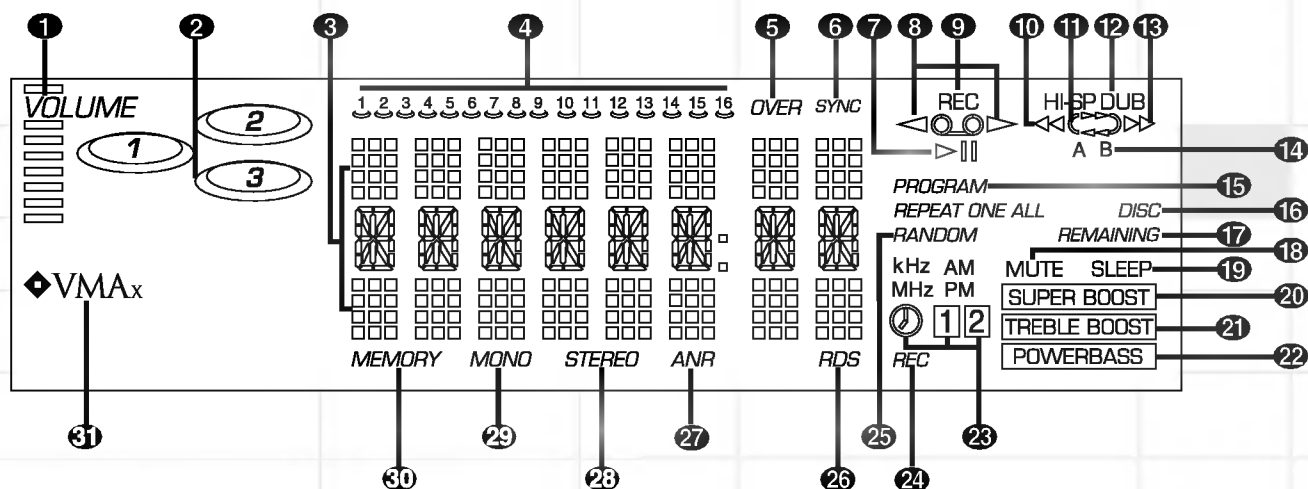 1 2 3 4 5 6 7 8 9 10 11 12 13
VOLUME
1 2 3 4 5 6 7 8 9 10 11 12 13 14 15 16 OVER SYNC
REC HI-SP DUB
2
1
3
A B 14
PROGRAM 15
REPEAT ONE ALL DISC 16
RANDOM REMAINING 17
kHz AM MUTE SLEEP 18
19
MHz PM SUPER BOOST 20
VMAx
1 2 TREBLE BOOST 21
MEMORY MONO STEREO ANR RDS REC POWERBASS 22
31 29 27 25 23
30 28 26 24